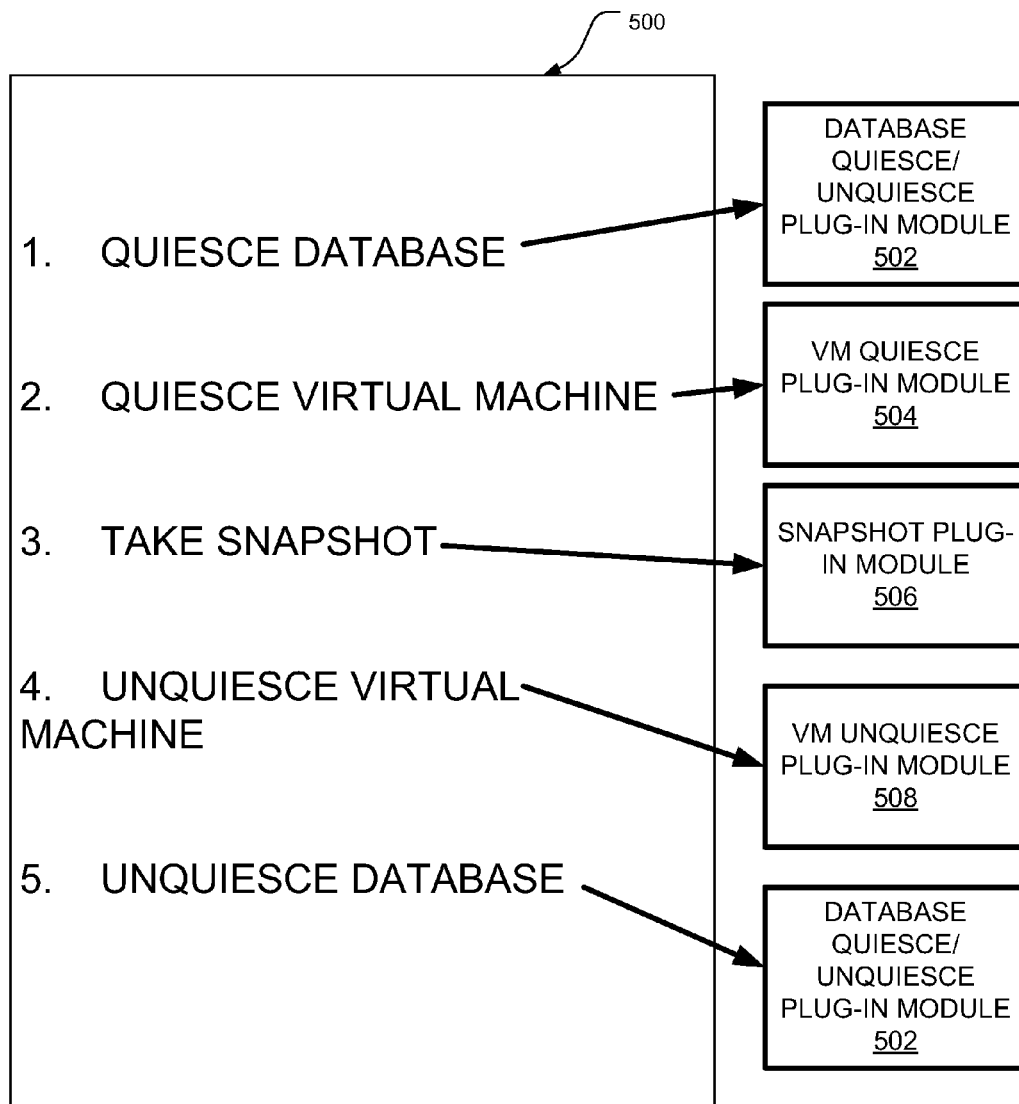 500
1. QUIESCE DATABASE
2. QUIESCE VIRTUAL MACHINE
3. TAKE SNAPSHOT
4. UNQUIESCE VIRTUAL
MACHINE
5. UNQUIESCE DATABASE
DATABASE
QUIESCE/
UNQUIESCE
PLUG-IN MODULE
502
VM QUIESCE
PLUG-IN MODULE
504
SNAPSHOT PLUG-
IN MODULE
506
VM UNQUIESCE
PLUG-IN MODULE
508
DATABASE
QUIESCE/
UNQUIESCE
PLUG-IN MODULE
502